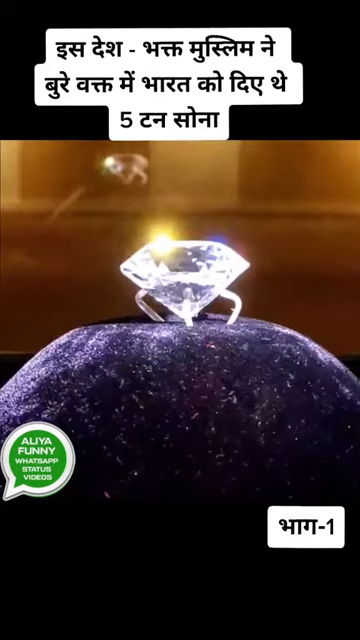 इस देश - भक्त मुस्लिम ने
बुरे वक्त में भारत को दिए थे
5 टन सोना
ALIYA
FUNNY
WHATSAPP
STATUS
VIDEOS
भाग-1